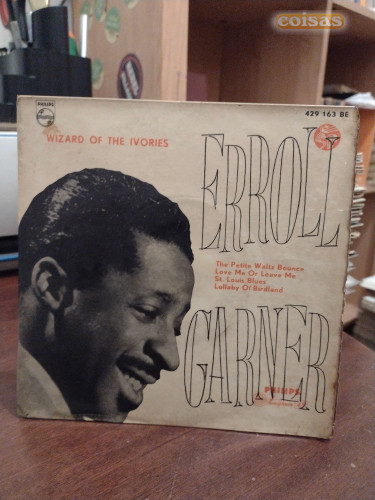 coisas
PHILIPS
429 163 BE
WIZARD OF THE IVORIES
ERROLL
The Petite Waltz Bounce
Love Me Or Leave Me
St. Louis Blues
Lullaby Of Birdland
GARNER
PHILIPS